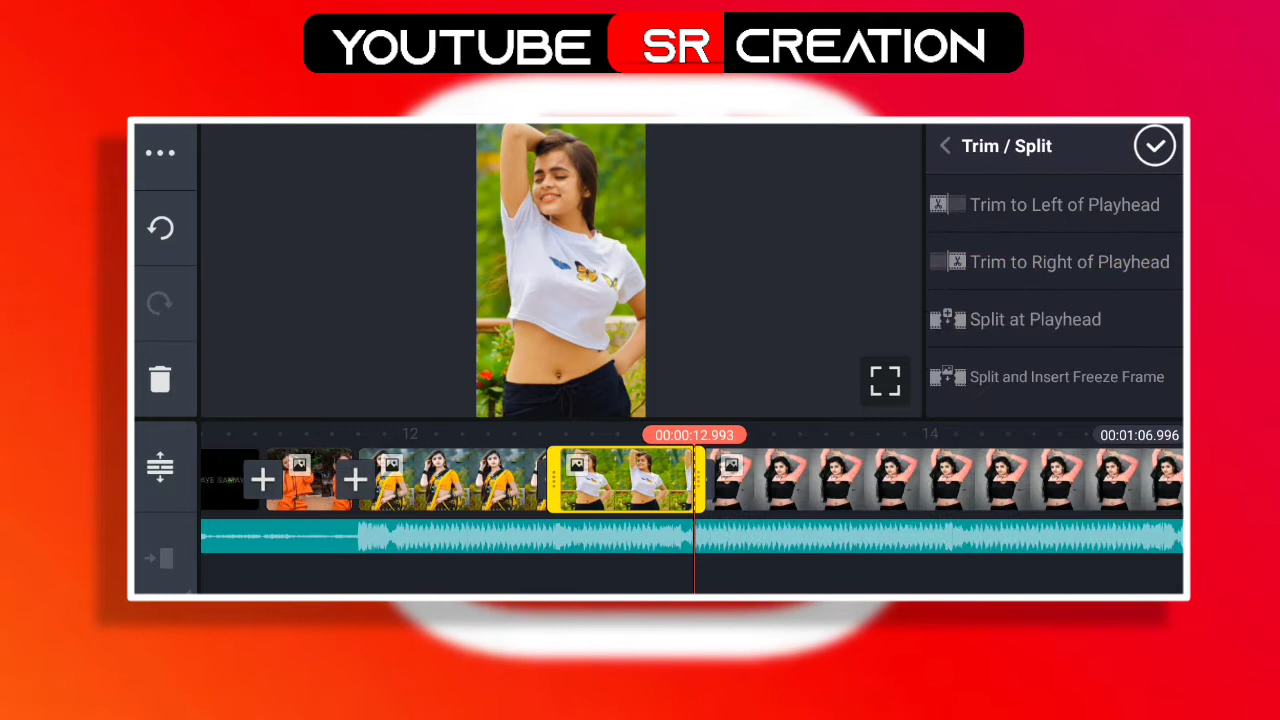 YOUTUBE SR CREATION
Trim / Split
Trim to Left of Playhead
Trim to Right of Playhead
Split at Playhead
Split and Insert Freeze Frame
12
00:00:12.993
14
00:01:06.996